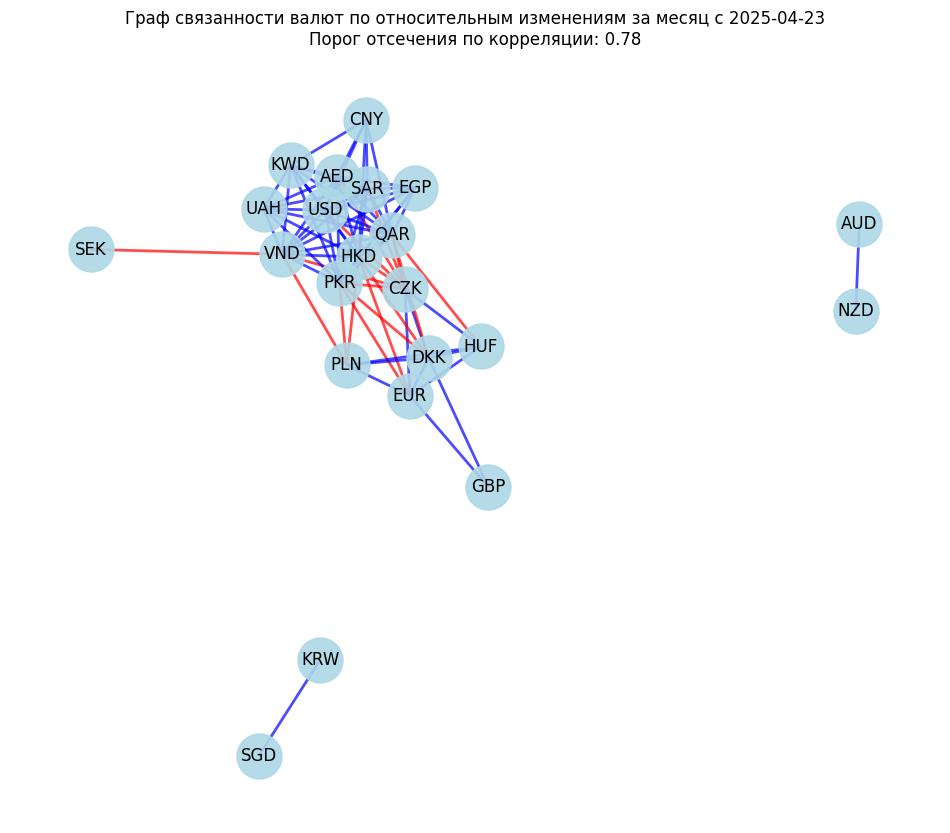 Граф связанности валют по относительным изменениям за месяц с 2025-04-23
Порог отсечения по корреляции: 0.78
CNY
KWD
AED
SAR
EGP
UAH
USD
AUD
QAR
SEK
VND
HKD
PKR
CZK
NZD
HUF
DKK
PLN
EUR
GBP
KRW
SGD